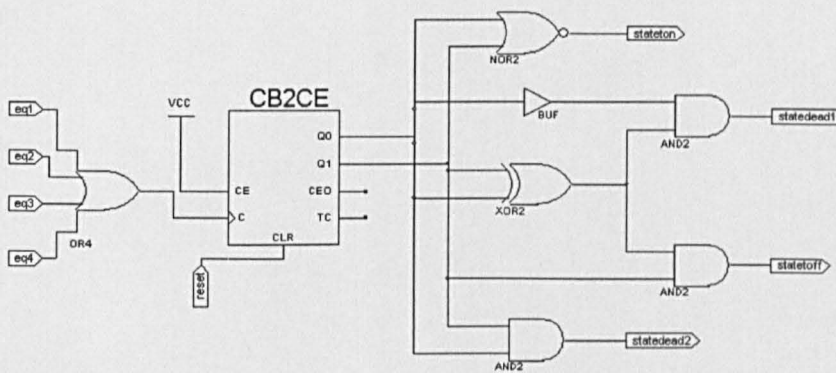 eq1
eq2
eq3
eq4
OR4
VCC
reset
CB2CE
CE
C
CLR
Q0
Q1
CEO
TC
NOR2
stateton
BUF
AND2
statedead1
XOR2
AND2
statetoff
AND2
statedead2